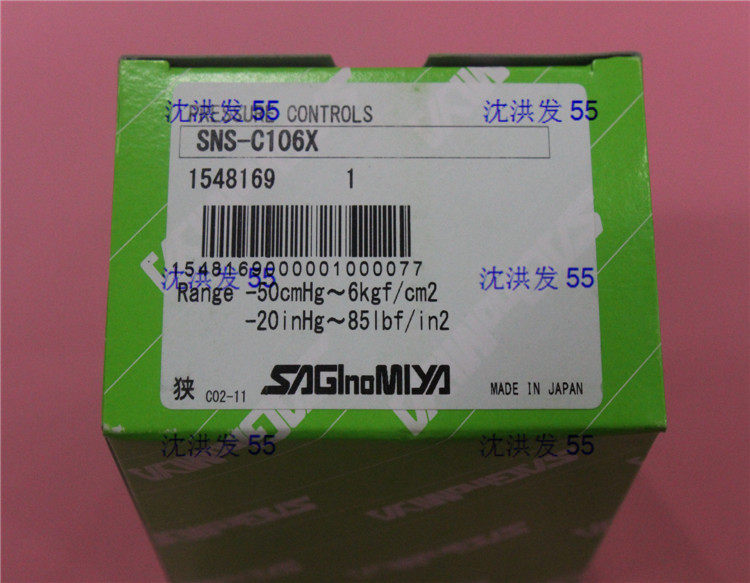 PRESSURE CONTROLS
沈洪发 55 沈洪发 55
SNS-C106X
1548169 1
1548169000001000077
沈洪发 55 沈洪发 55
Range -50cmHg~6kgf/cm2
-20inHg~85lbf/in2
狭 C02-11 SAGInoMIYA MADE IN JAPAN
沈洪发 55 沈洪发 55